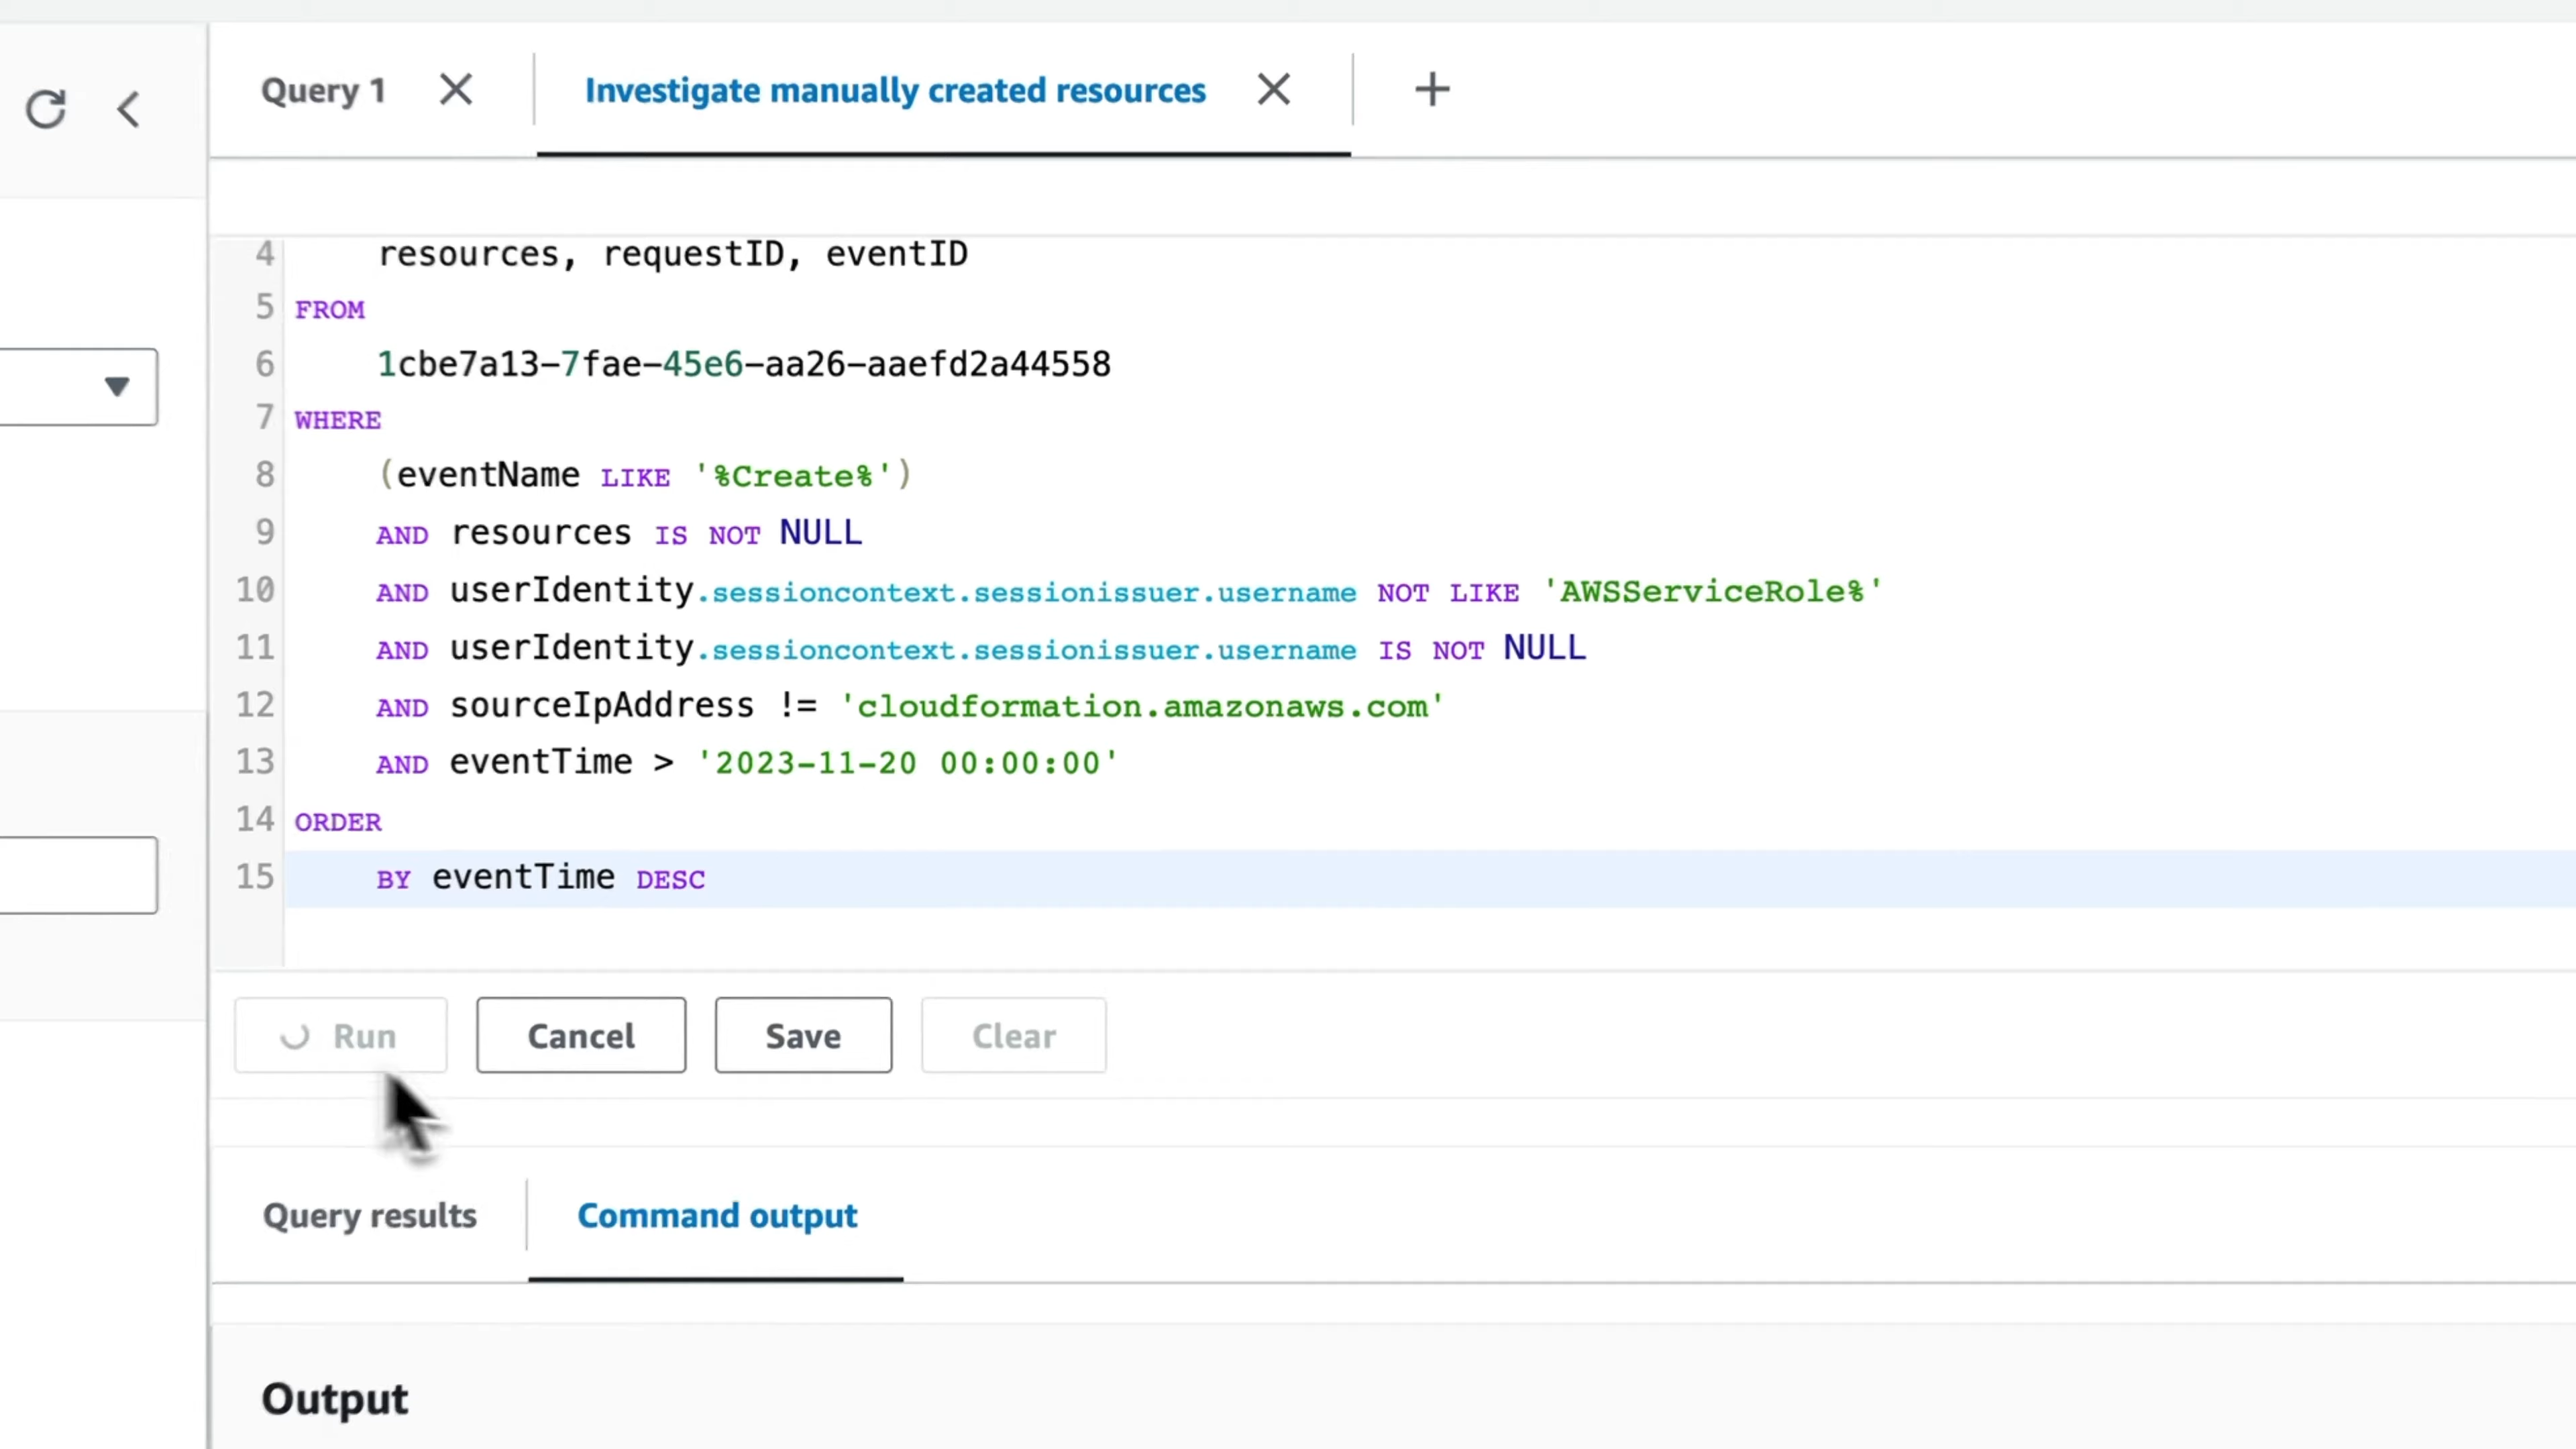 Query 1
Investigate manually created resources
4 resources, requestID, eventID
5 FROM
6 1cbe7a13-7fae-45e6-aa26-aaefd2a44558
7 WHERE
8 (eventName LIKE '%Create%')
9 AND resources IS NOT NULL
10 AND userIdentity.sessioncontext.sessionissuer.username NOT LIKE 'AWSServiceRole%'
11 AND userIdentity.sessioncontext.sessionissuer.username IS NOT NULL
12 AND sourceIpAddress != 'cloudformation.amazonaws.com'
13 AND eventTime > '2023-11-20 00:00:00'
14 ORDER
15 BY eventTime DESC
Run Cancel Save Clear
Query results Command output
Output